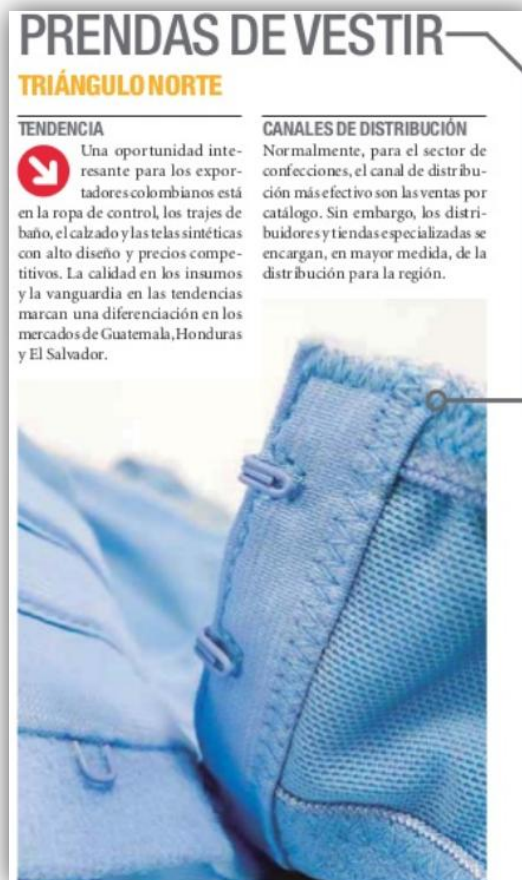 PRENDAS DE VESTIR
TRIÁNGULO NORTE
TENDENCIA
Una oportunidad inte-
resante para los expor-
tadores colombianos está
en la ropa de control, los trajes de
baño, el calzado y las telas sintéticas
con alto diseño y precios compe-
titivos. La calidad en los insumos
y la vanguardia en las tendencias
marcan una diferenciación en los
mercados de Guatemala, Honduras
y El Salvador.
CANALES DE DISTRIBUCIÓN
Normalmente, para el sector de
confecciones, el canal de distribu-
ción más efectivo son las ventas por
catálogo. Sin embargo, los distri-
buidores y tiendas especializadas se
encargan, en mayor medida, de la
distribución para la región.